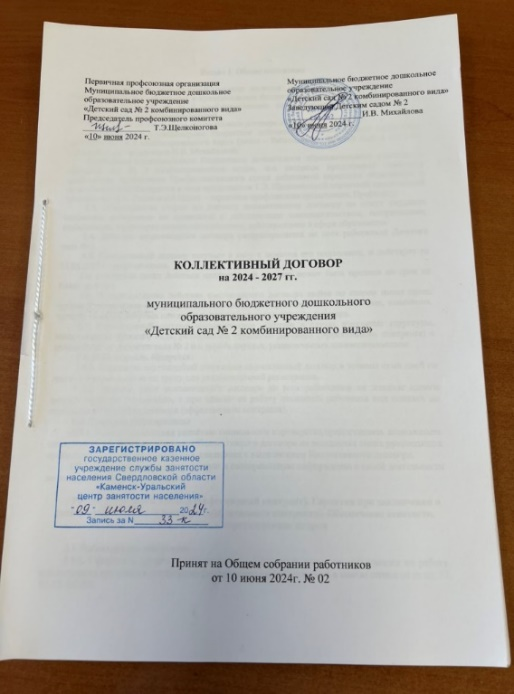 Первичная профсоюзная организация
Муниципальное бюджетное дошкольное
образовательное учреждение
«Детский сад № 2 комбинированного вида»
Председатель профсоюзного комитета
Т.Э.Щелконогова
«10» июня 2024 г.
Муниципальное бюджетное дошкольное
образовательное учреждение
«Детский сад № 2 комбинированного вида»
Заведующий Детским садом № 2
И.В. Михайлова
«10» июня 2024 г.
КОЛЛЕКТИВНЫЙ ДОГОВОР
на 2024 - 2027 гг.
муниципального бюджетного дошкольного
образовательного учреждения
«Детский сад № 2 комбинированного вида»
ЗАРЕГИСТРИРОВАНО
государственное казенное
учреждение службы занятости
населения Свердловской области
«Каменск-Уральский
центр занятости населения»
"09" июля 2024г.
Запись за N 33-к
Принят на Общем собрании работников
от 10 июня 2024г. № 02